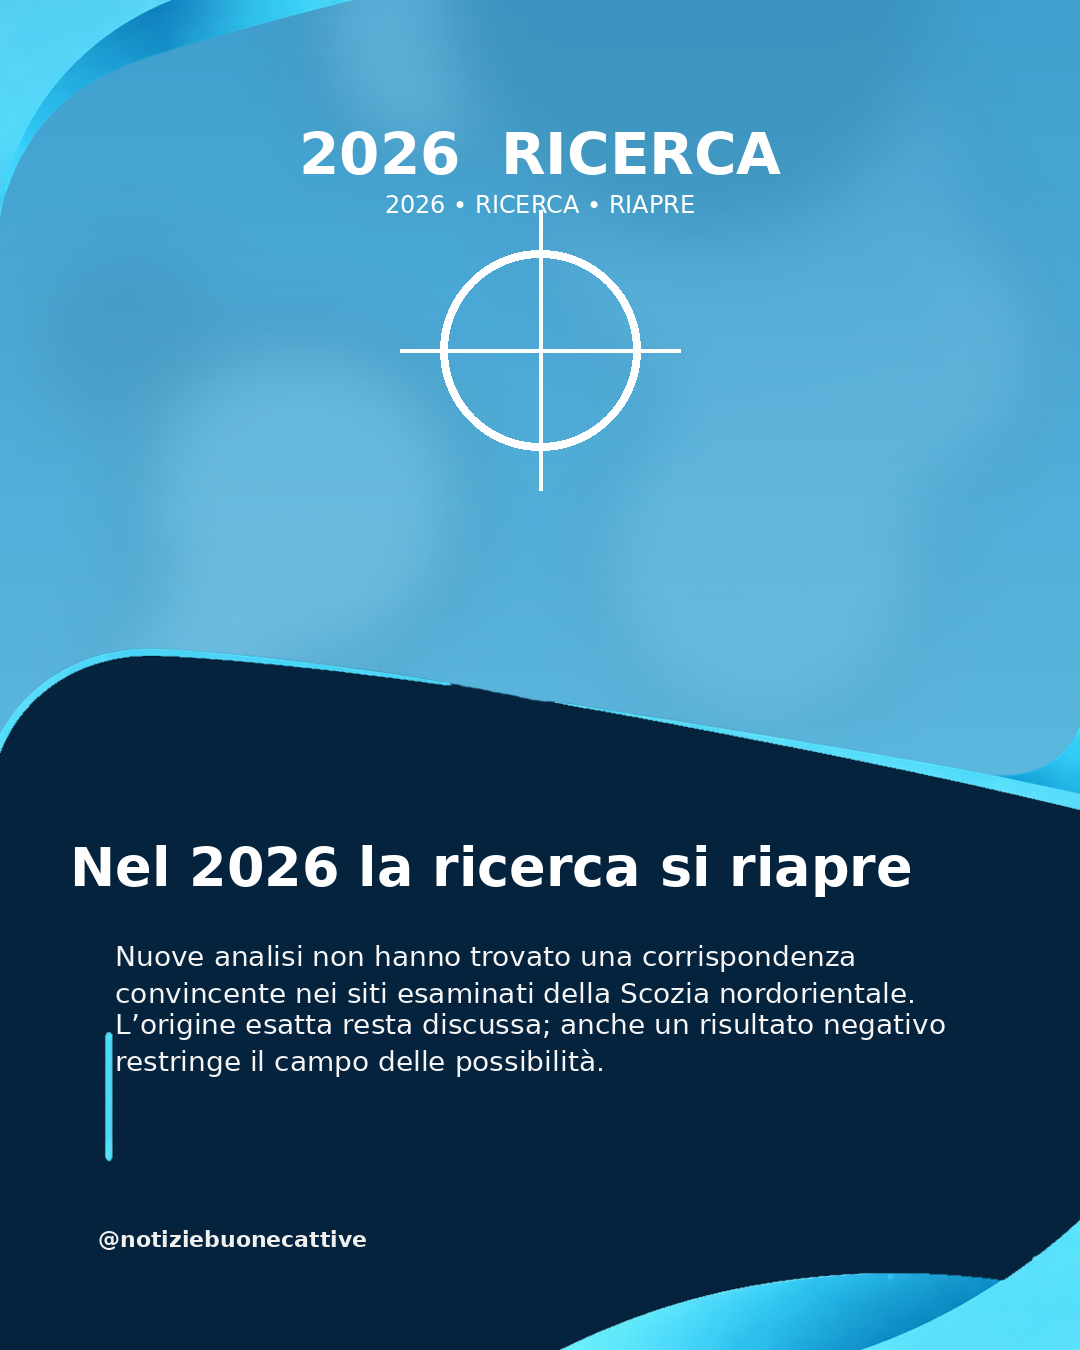 2026 RICERCA
2026 • RICERCA • RIAPRE
Nel 2026 la ricerca si riapre
Nuove analisi non hanno trovato una corrispondenza
convincente nei siti esaminati della Scozia nordorientale.
L’origine esatta resta discussa; anche un risultato negativo
restringe il campo delle possibilità.
@notiziebuonecattive